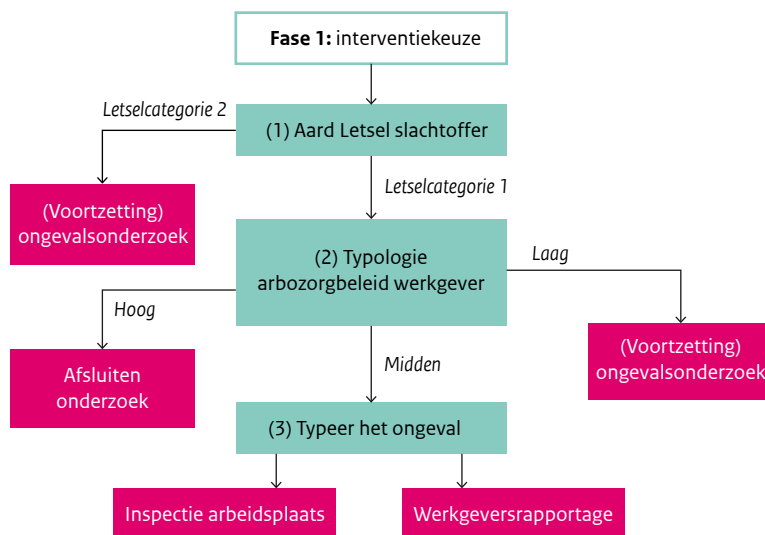 Fase 1: interventiekeuze
Letselcategorie 2
(1) Aard Letsel slachtoffer
Letselcategorie 1
(Voortzetting)
ongevalsonderzoek
(2) Typologie
arbozorgbeleid werkgever
Laag
Hoog
(Voortzetting)
ongevalsonderzoek
Midden
Afsluiten
onderzoek
(3) Typeer het ongeval
Inspectie arbeidsplaats
Werkgeversrapportage